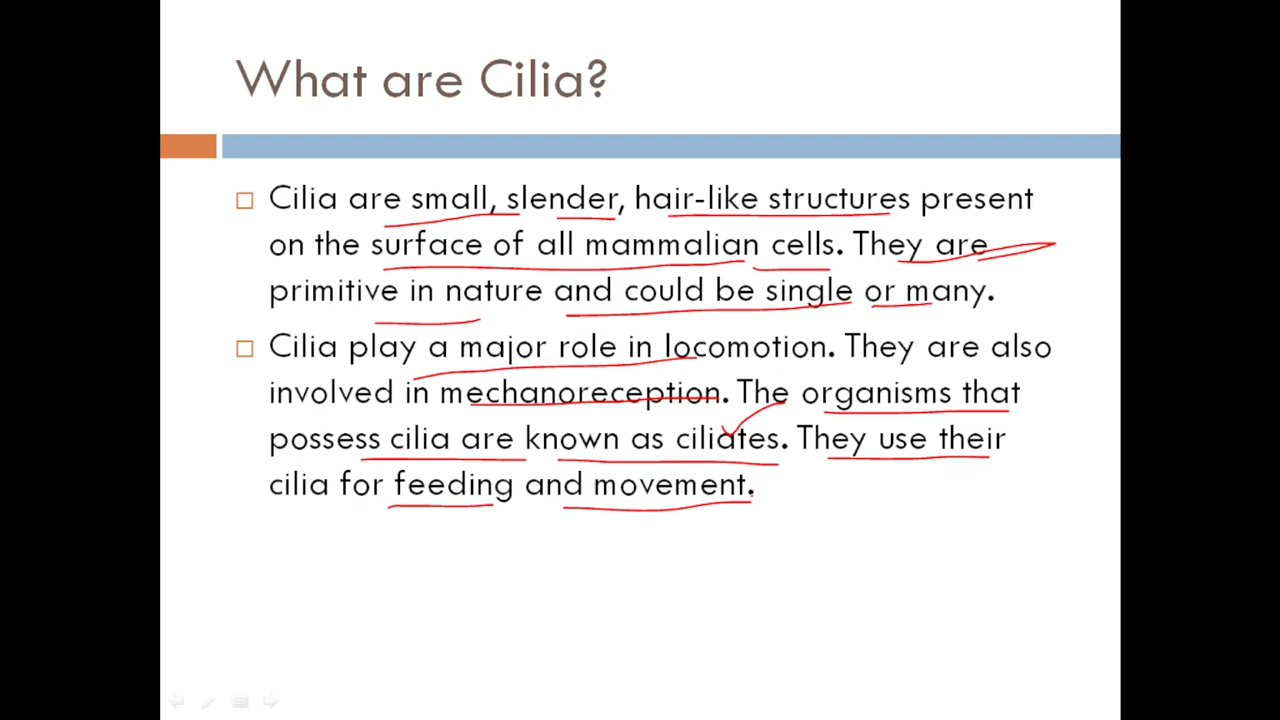 What are Cilia?
Cilia are small, slender, hair-like structures present
on the surface of all mammalian cells. They are
primitive in nature and could be single or many.
Cilia play a major role in locomotion. They are also
involved in mechanoreception. The organisms that
possess cilia are known as ciliates. They use their
cilia for feeding and movement.